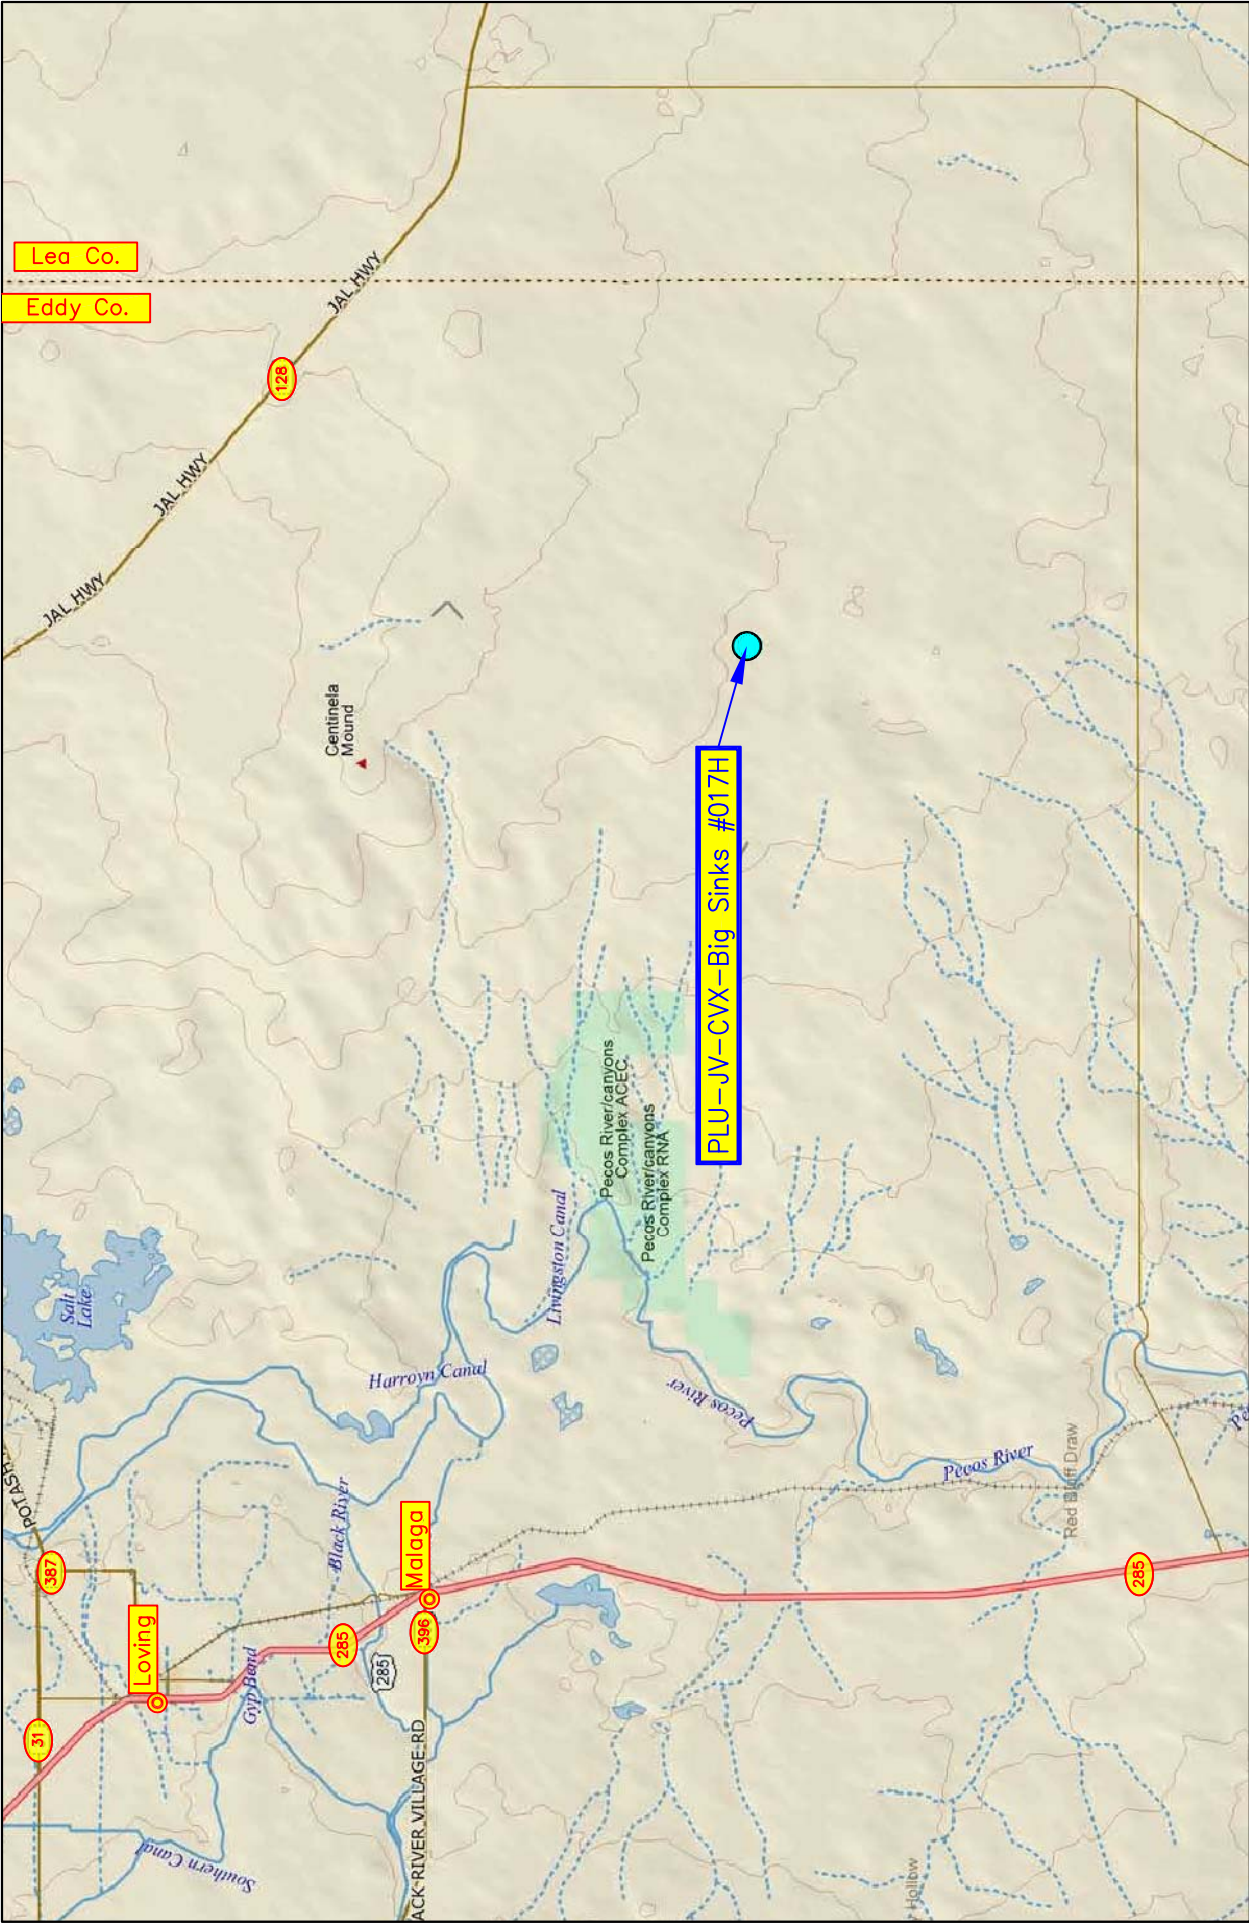 Lea Co.
Eddy Co.
JAL HWY
128
JAL HWY
JAL HWY
Centinella
Mound
PLU-JV-CVX-Big Sinks #017H
Pecos River/canyons
Complex ACEC
Pecos River/canyons
Complex RNA
Livingston Canal
Salt
Lake
Harroyn Canal
Pecos River
Pecos River
Red Bluff Draw
POTASH
387
Black River
Malaga
Loving
285
396
285
285
Gyp Bend
31
ACK RIVER VILLAGE RD
Southern Canal
Hollow